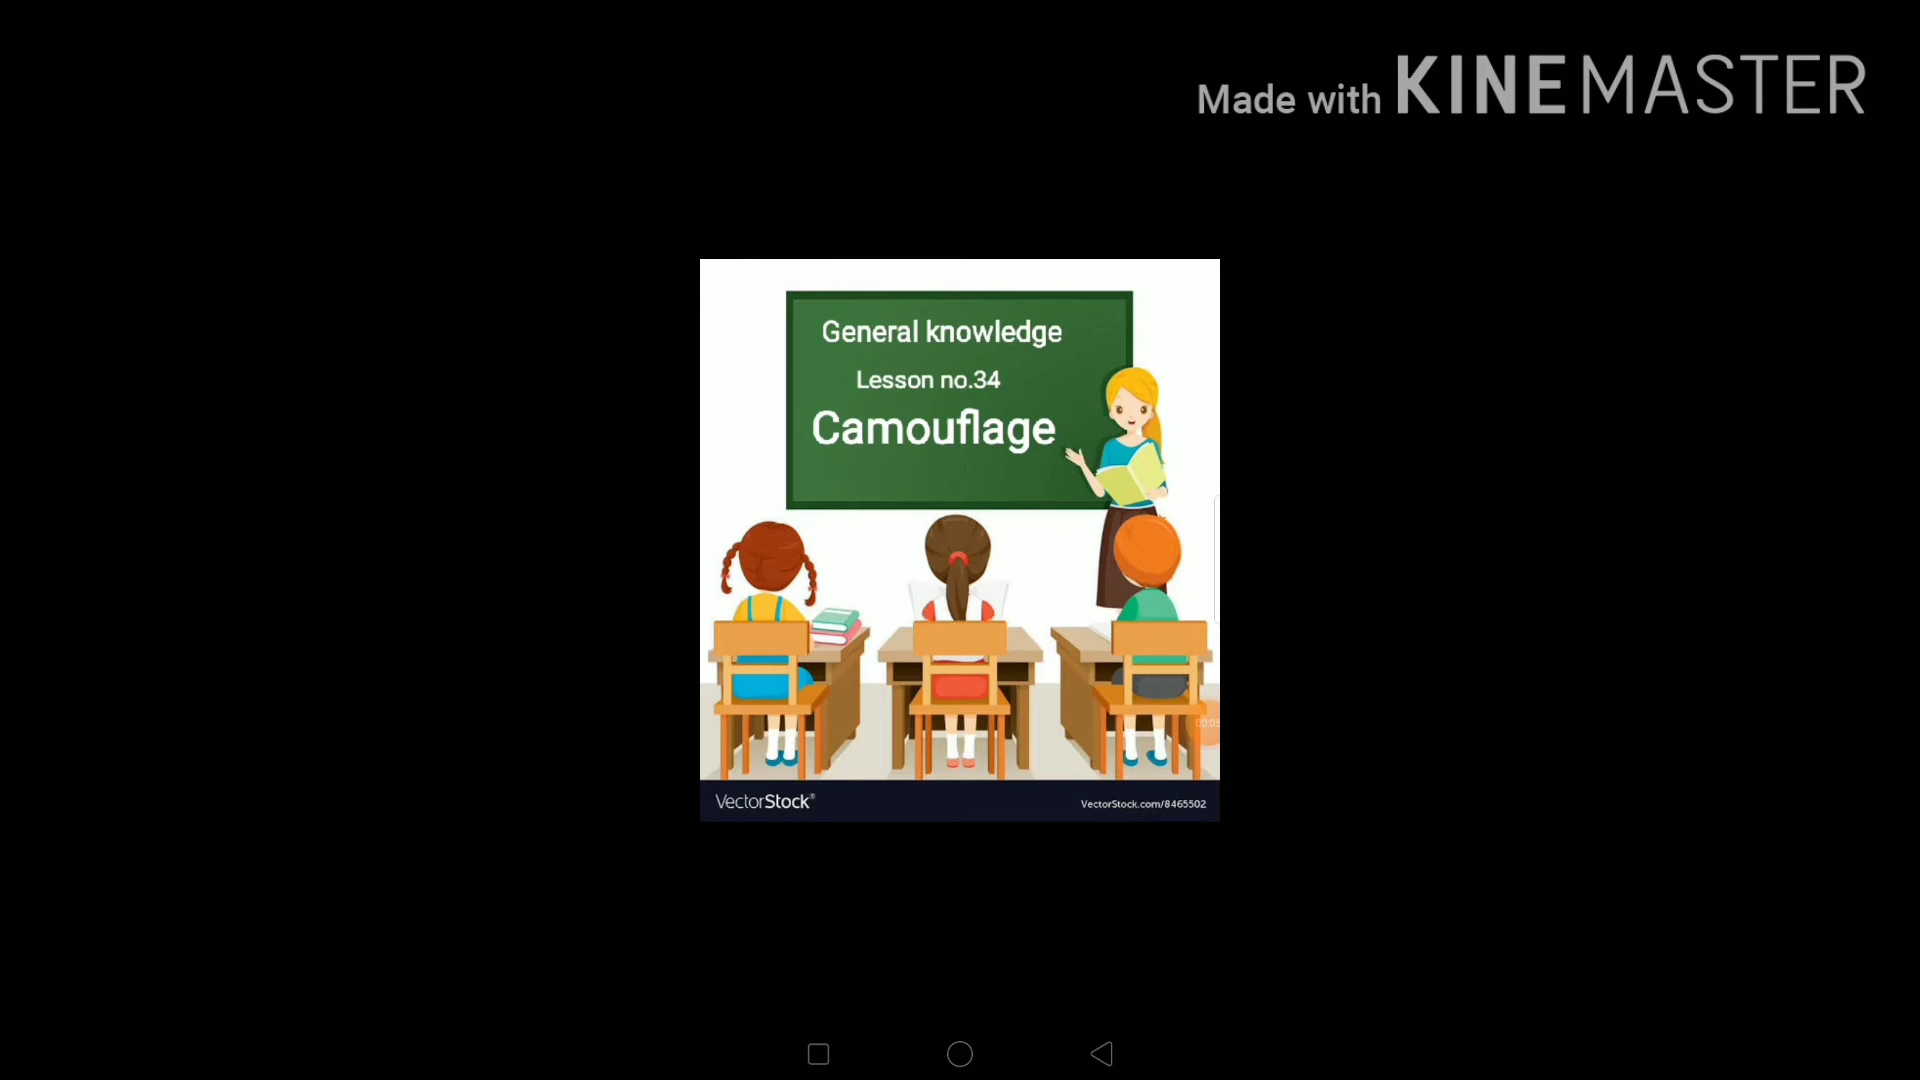 Made with KINEMASTER
General knowledge
Lesson no.34
Camouflage
VectorStock®
VectorStock.com/8465502